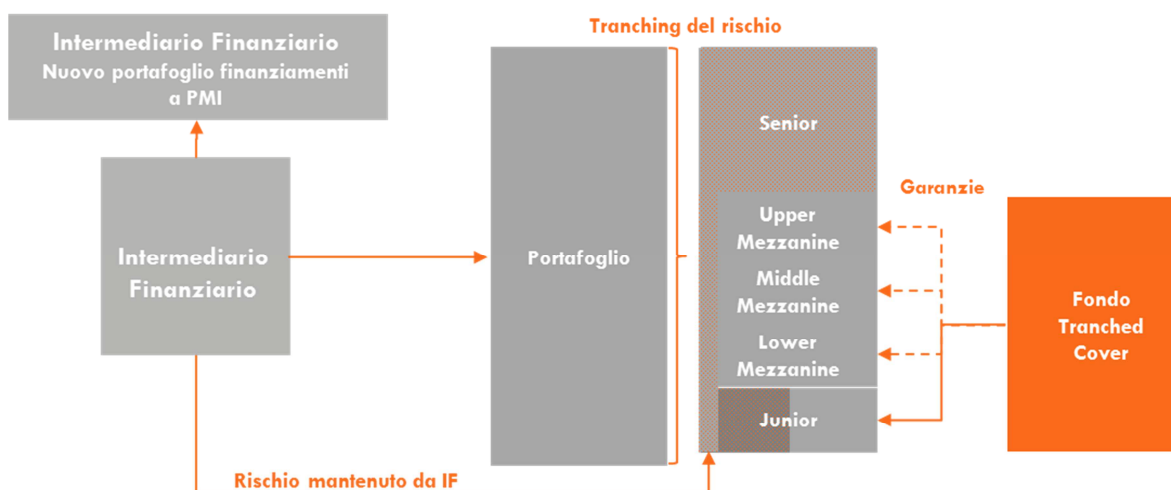 Intermediario Finanziario
Nuovo portafoglio finanziamenti
a PMI
Intermediario
Finanziario
Portafoglio
Tranching del rischio
Senior
Upper
Mezzanine
Middle
Mezzanine
Lower
Mezzanine
Junior
Garanzie
Fondo
Tranched
Cover
Rischio mantenuto da IF